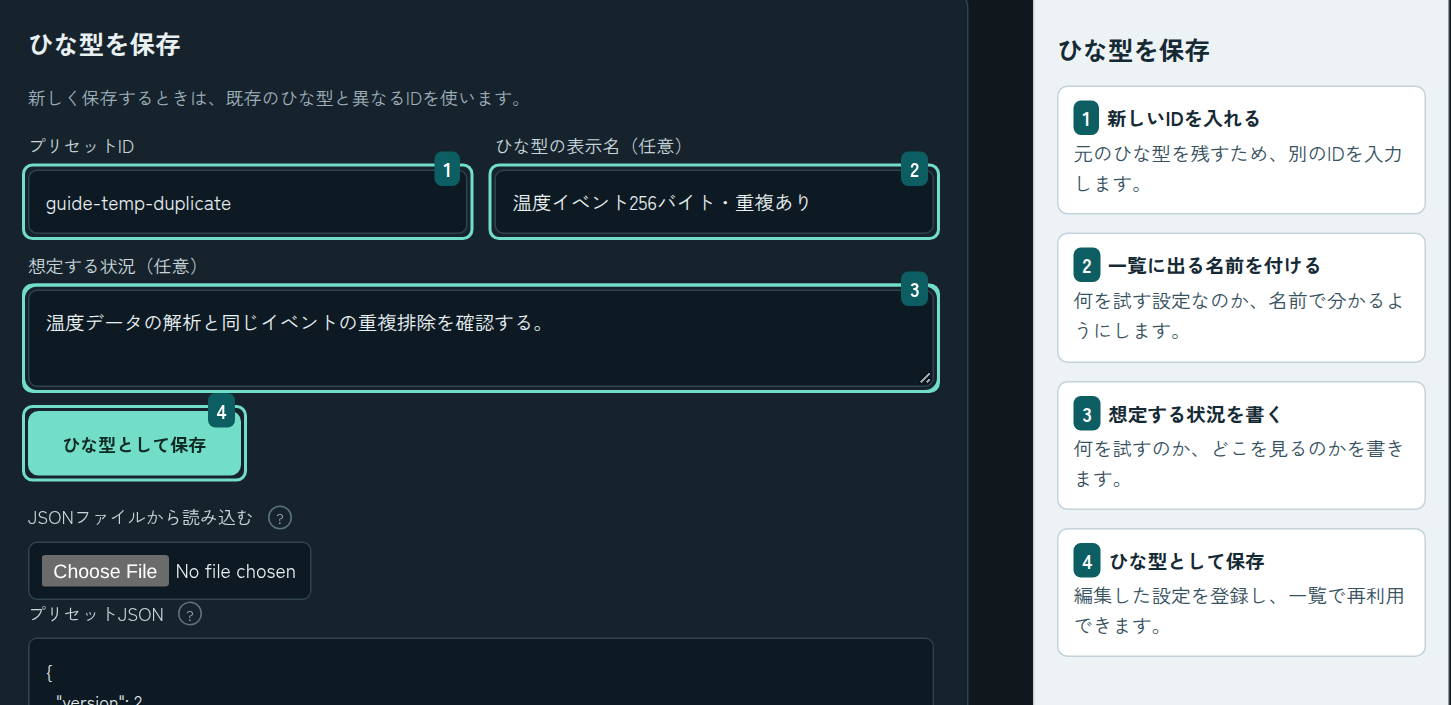 ひな型を保存
新しく保存するときは、既存のひな型と異なるIDを使います。
プリセットID
ひな型の表示名（任意）
1
2
guide-temp-duplicate
温度イベント256バイト・重複あり
想定する状況（任意）
3
温度データの解析と同じイベントの重複排除を確認する。
4
ひな型として保存
JSONファイルから読み込む ?
Choose File No file chosen
プリセットJSON ?
{
"version": 2
ひな型を保存
1 新しいIDを入れる
元のひな型を残すため、別のIDを入力
します。
2 一覧に出る名前を付ける
何を試す設定なのか、名前で分かるよ
うにします。
3 想定する状況を書く
何を試すのか、どこを見るのかを書き
ます。
4 ひな型として保存
編集した設定を登録し、一覧で再利用
できます。